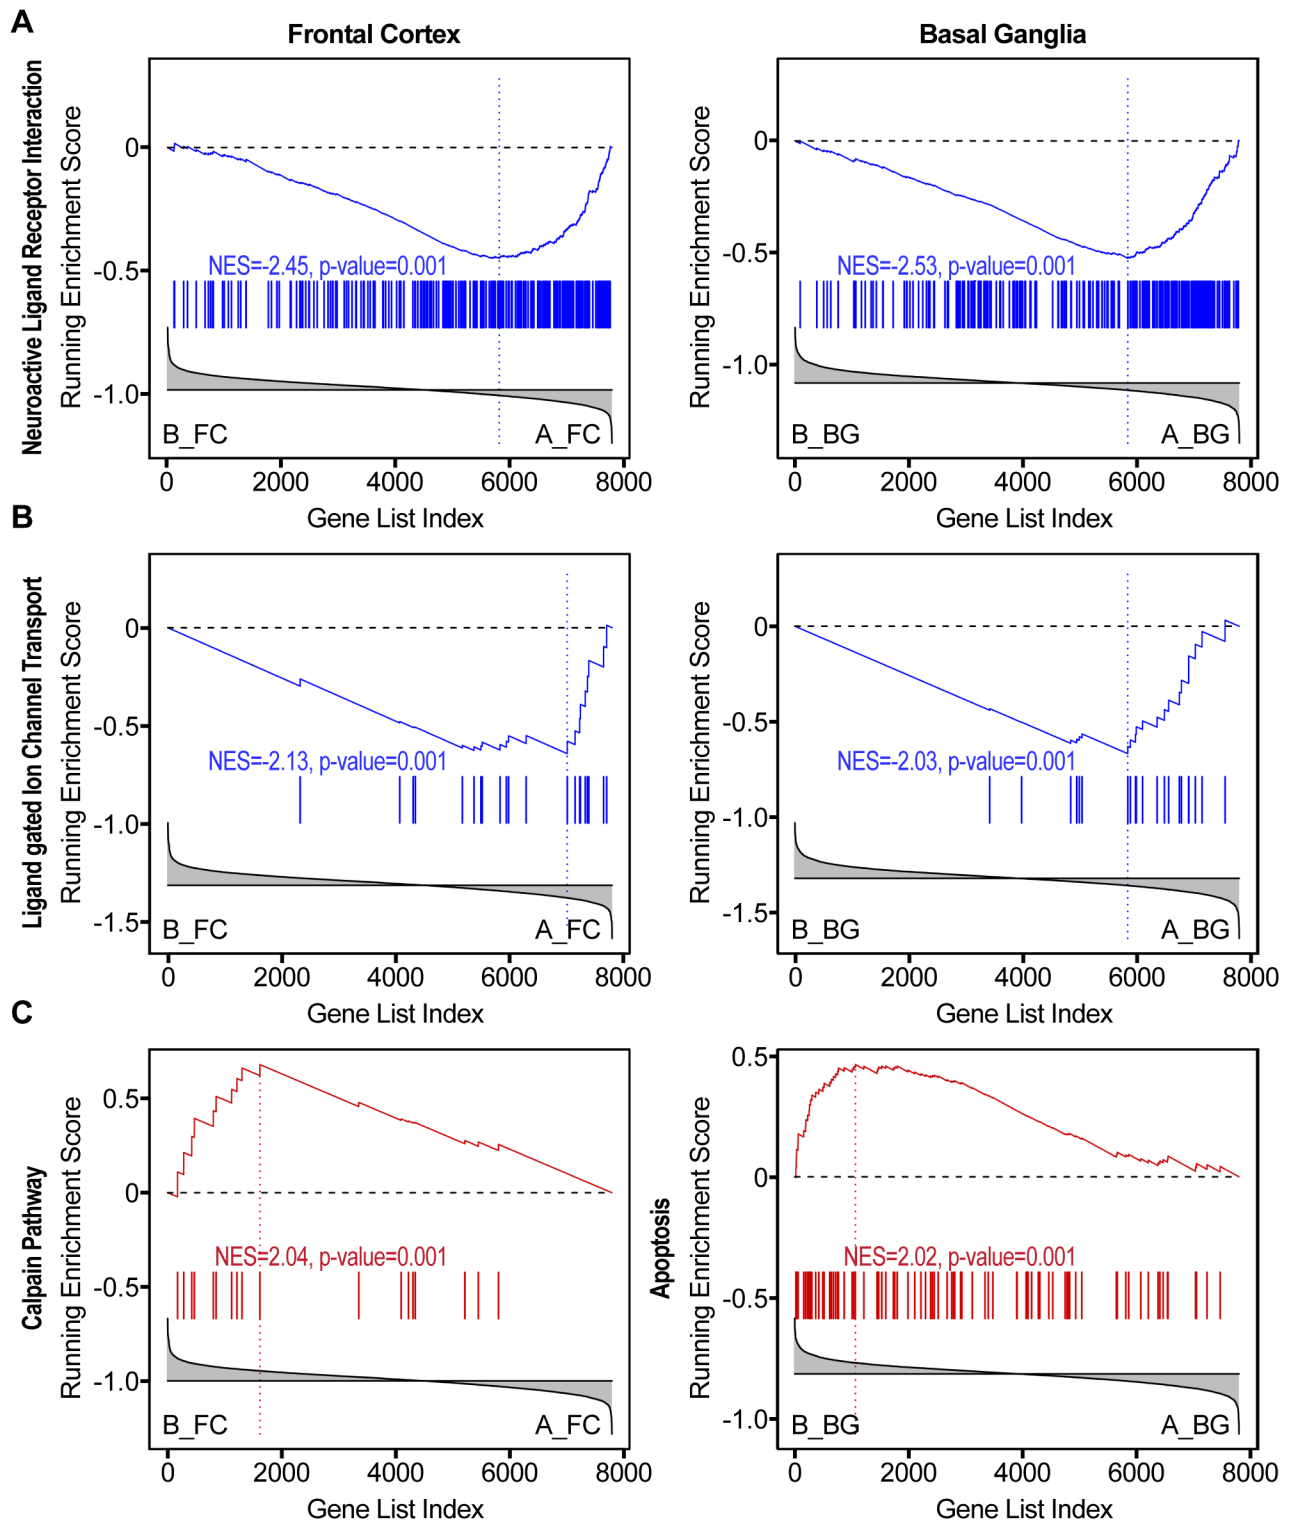 A
Frontal Cortex
Basal Ganglia
Neuroactive Ligand Receptor Interaction
Running Enrichment Score
0
-0.5
-1.0
NES=-2.45, p-value=0.001
B_FC
A_FC
0 2000 4000 6000 8000
Gene List Index
Running Enrichment Score
0
-0.5
-1.0
NES=-2.53, p-value=0.001
B_BG
A_BG
0 2000 4000 6000 8000
Gene List Index
B
Ligand gated Ion Channel Transport
Running Enrichment Score
0
-0.5
-1.0
-1.5
NES=-2.13, p-value=0.001
B_FC
A_FC
0 2000 4000 6000 8000
Gene List Index
Running Enrichment Score
0
-0.5
-1.0
-1.5
NES=-2.03, p-value=0.001
B_BG
A_BG
0 2000 4000 6000 8000
Gene List Index
C
Calpain Pathway
Running Enrichment Score
0.5
0
-0.5
-1.0
NES=2.04, p-value=0.001
B_FC
A_FC
0 2000 4000 6000 8000
Gene List Index
Apoptosis
Running Enrichment Score
0.5
0
-0.5
-1.0
NES=2.02, p-value=0.001
B_BG
A_BG
0 2000 4000 6000 8000
Gene List Index